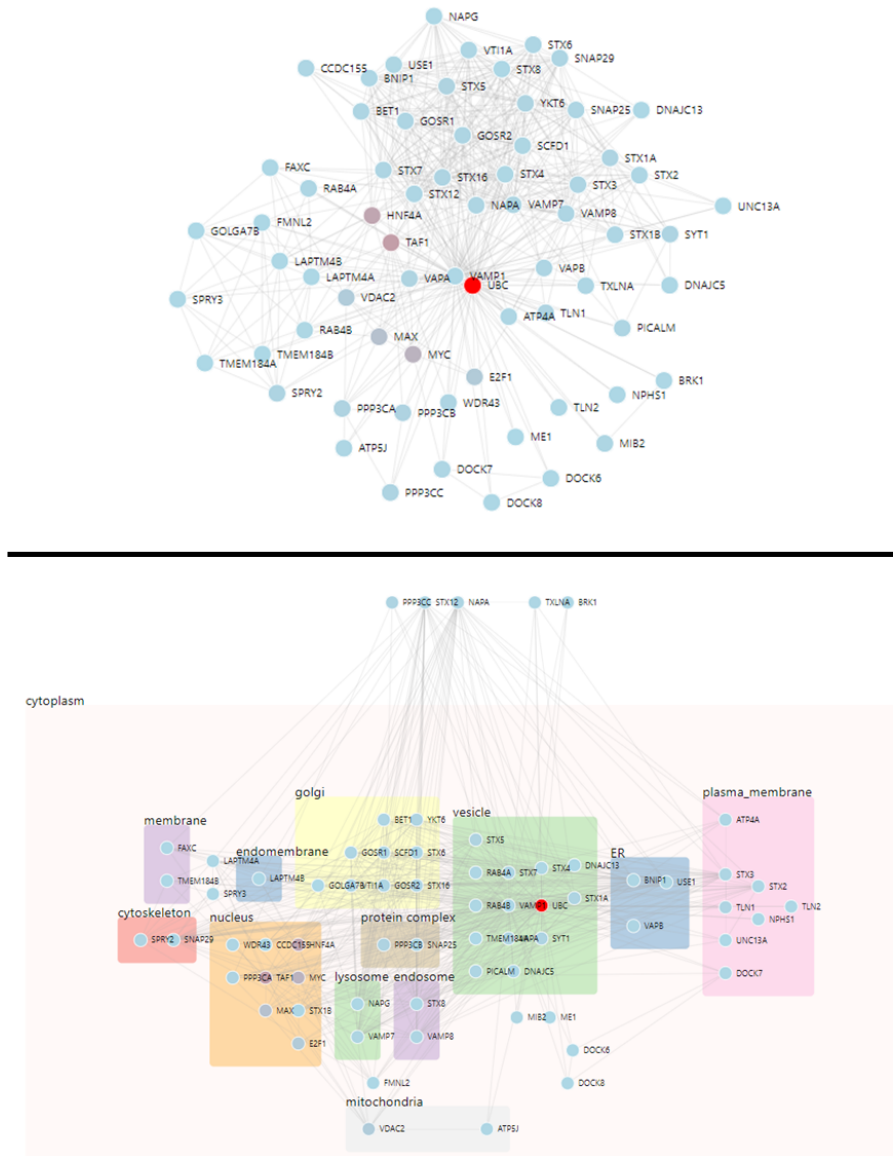 NAPG
STX6
VTI1A
SNAP29
USE1
CCDC155
STX8
BNIP1
STX5
YKT6
BET1
SNAP25
DNAJC13
GOSR1
GOSR2
SCFD1
STX1A
FAXC
STX7
STX16
STX4
STX2
RAB4A
STX12
STX3
NAPA
VAMP7
UNC13A
HNF4A
VAMP8
FMNL2
GOLGA7B
STX1B
SYT1
TAF1
LAPTM4B
VAPB
LAPTM4A
VAPA
VAMP1
UBC
TXLNA
DNAJC5
SPRY3
VDAC2
ATP4A
TLN1
PICALM
RAB4B
MAX
TMEM184B
MYC
TMEM184A
E2F1
BRK1
SPRY2
NPHS1
WDR43
PPP3CA
PPP3CB
TLN2
ME1
MIB2
ATP5J
DOCK7
DOCK6
PPP3CC
DOCK8
PPP3CC STX12 NAPA TXLNA BRK1
cytoplasm
golgi
plasma_membrane
vesicle
membrane
BET1 YKT6
ATP4A
STX5
FAXC
endomembrane
GOSR1 SCFD1 STX6
ER
LAPTM4A
STX4 DNAJC13
RAB4A STX7
STX3
TMEM184B
LAPTM4B
BNIP1 USE1
GOLGA7B VTI1A GOSR2 STX16
STX2
SPRY3
STX1A
RAB4B VAMP1 UBC
TLN1 TLN2
cytoskeleton
nucleus
protein complex
NPHS1
VAPB
SPRY2 SNAP29
WDR43 CCDC155 HNF4A
PPP3CB SNAP25
TMEM184A VAPA SYT1
UNC13A
PPP3CA TAF1 MYC
lysosome
endosome
PICALM DNAJC5
DOCK7
NAPG
STX8
MAX STX1B
MIB2 ME1
E2F1
VAMP7
VAMP8
DOCK6
FMNL2
DOCK8
mitochondria
VDAC2
ATP5J